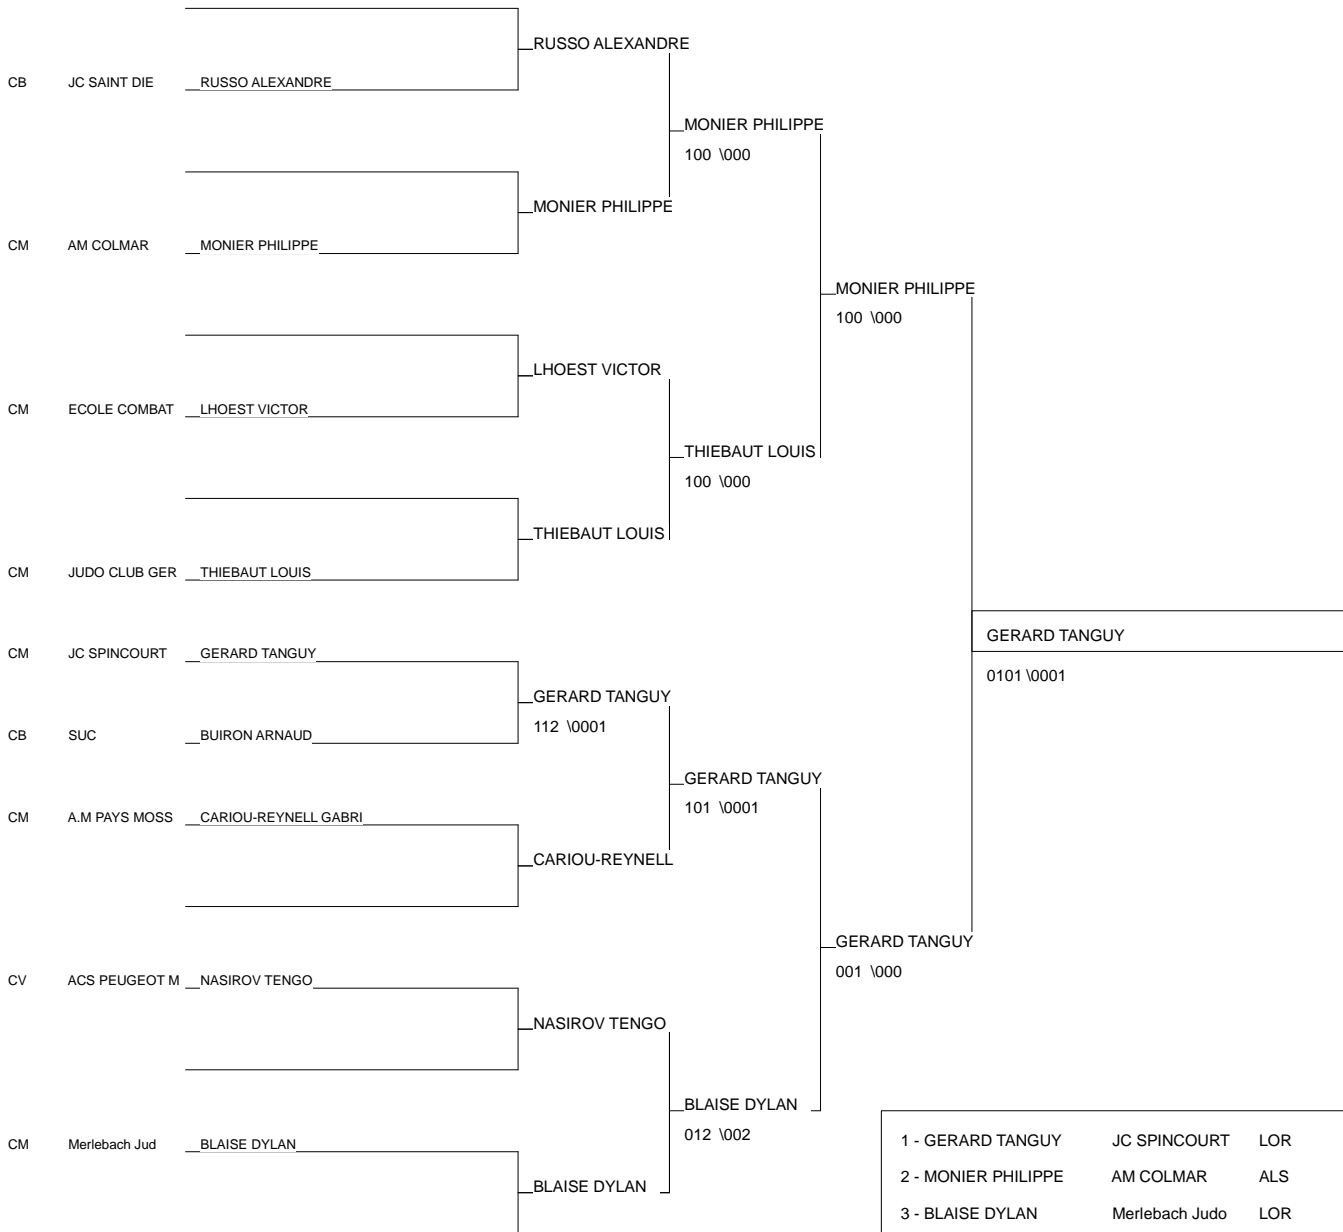 RUSSO ALEXANDRE
CB JC SAINT DIE RUSSO ALEXANDRE
MONIER PHILIPPE
100 \000
MONIER PHILIPPE
CM AM COLMAR MONIER PHILIPPE
MONIER PHILIPPE
100 \000
LHOEST VICTOR
CM ECOLE COMBAT LHOEST VICTOR
THIEBAUT LOUIS
100 \000
THIEBAUT LOUIS
CM JUDO CLUB GER THIEBAUT LOUIS
GERARD TANGUY
0101 \0001
CM JC SPINCOURT GERARD TANGUY
GERARD TANGUY
112 \0001
CB SUC BUIRON ARNAUD
GERARD TANGUY
101 \0001
CM A.M PAYS MOSS CARIOU-REYNELL GABRI
CARIOU-REYNELL
GERARD TANGUY
001 \000
CV ACS PEUGEOT M NASIROV TENGO
NASIROV TENGO
BLAISE DYLAN
012 \002
CM Merlebach Jud BLAISE DYLAN
BLAISE DYLAN
1 - GERARD TANGUY JC SPINCOURT LOR
2 - MONIER PHILIPPE AM COLMAR ALS
3 - BLAISE DYLAN Merlebach Judo LOR